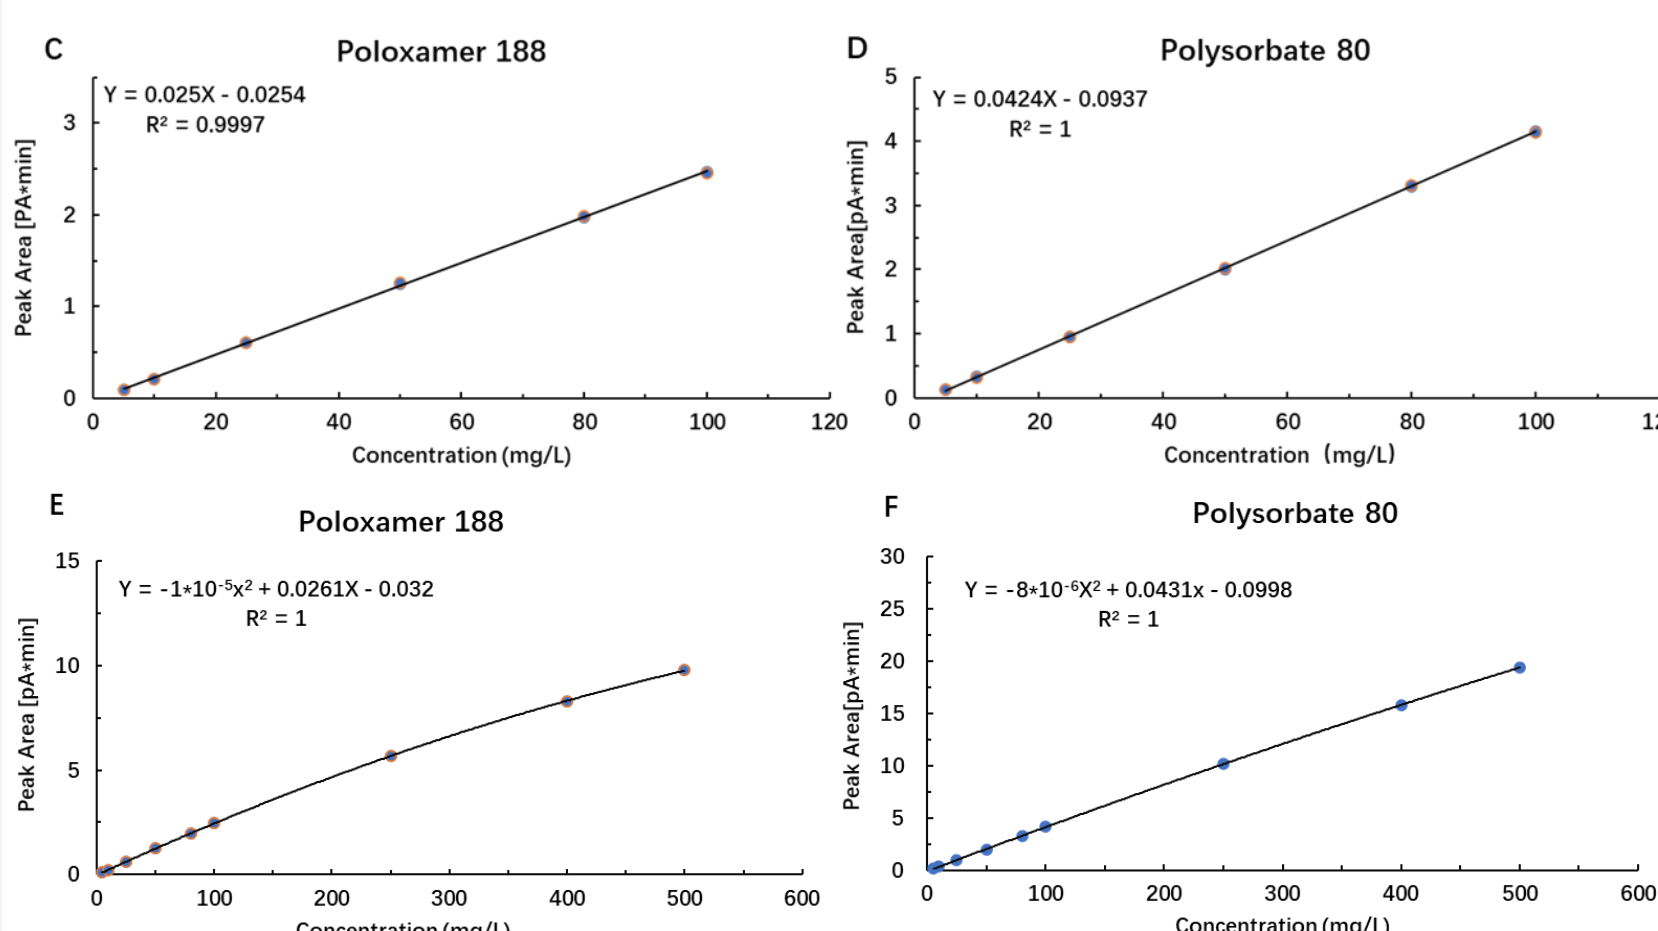 C
Poloxamer 188
Y = 0.025X - 0.0254
R² = 0.9997
Peak Area [PA*min]
3
2
1
0
0 20 40 60 80 100 120
Concentration (mg/L)
D
Polysorbate 80
Y = 0.0424X - 0.0937
R² = 1
Peak Area[pA*min]
5
4
3
2
1
0
0 20 40 60 80 100
Concentration (mg/L)
E
Poloxamer 188
Y = -1*10⁻⁵x² + 0.0261X - 0.032
R² = 1
Peak Area [pA*min]
15
10
5
0
0 100 200 300 400 500 600
Concentration (mg/L)
F
Polysorbate 80
Y = -8*10⁻⁶X² + 0.0431x - 0.0998
R² = 1
Peak Area[pA*min]
30
25
20
15
10
5
0
0 100 200 300 400 500 600
Concentration (mg/L)